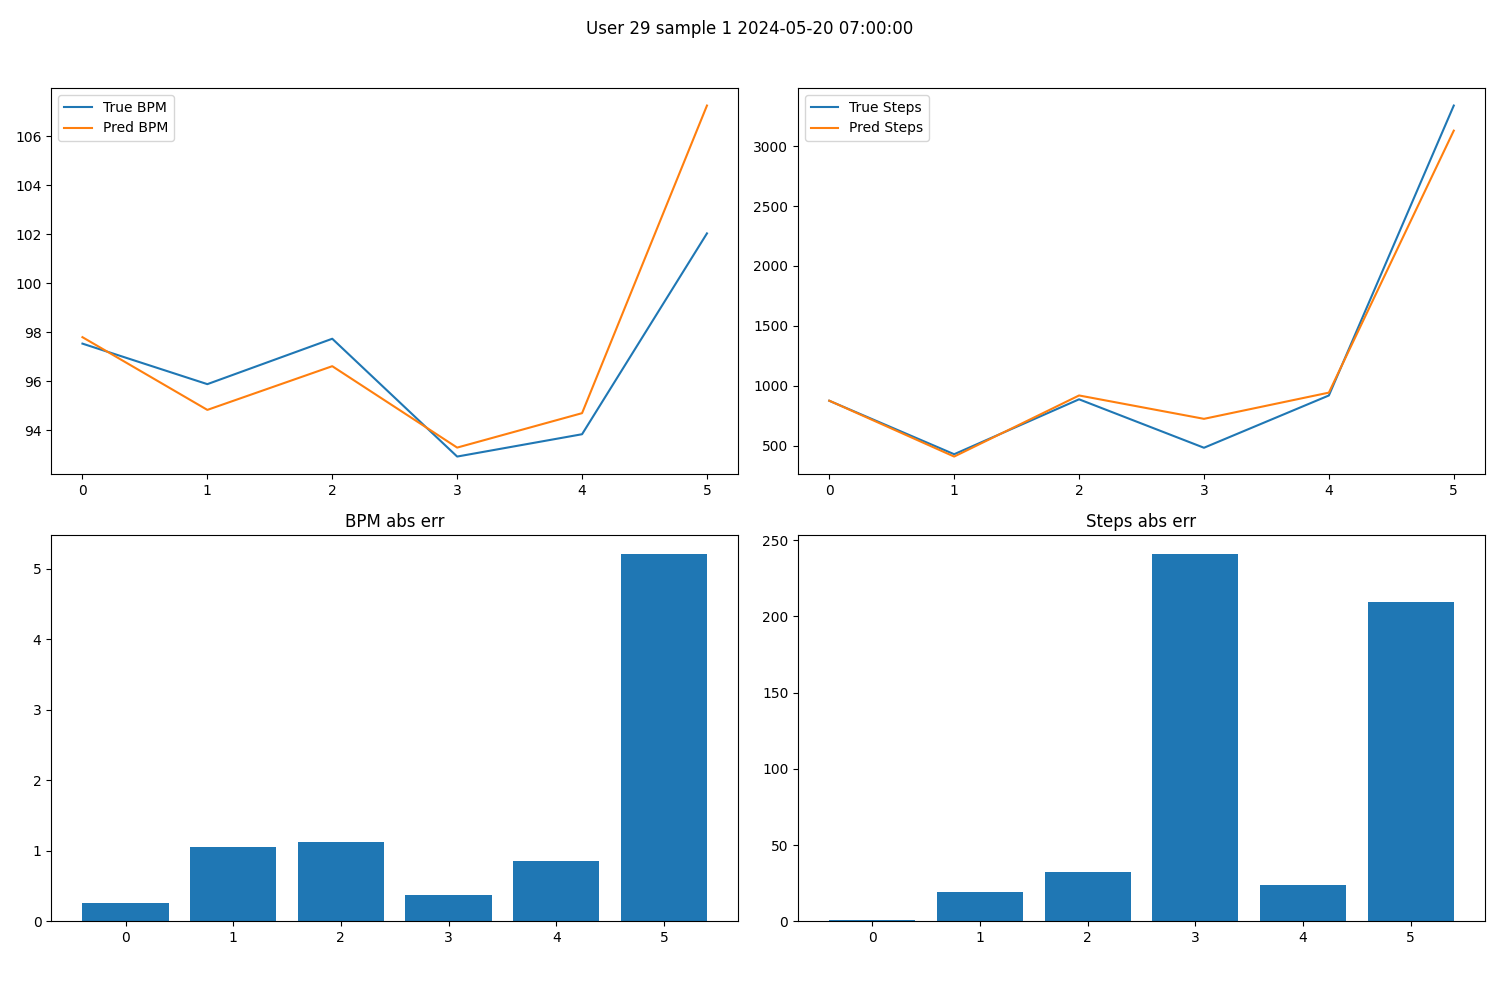 User 29 sample 1 2024-05-20 07:00:00
True BPM
Pred BPM
106
104
102
100
98
96
94
0 1 2 3 4 5
True Steps
Pred Steps
3000
2500
2000
1500
1000
500
0 1 2 3 4 5
BPM abs err
5
4
3
2
1
0
0 1 2 3 4 5
Steps abs err
250
200
150
100
50
0
0 1 2 3 4 5